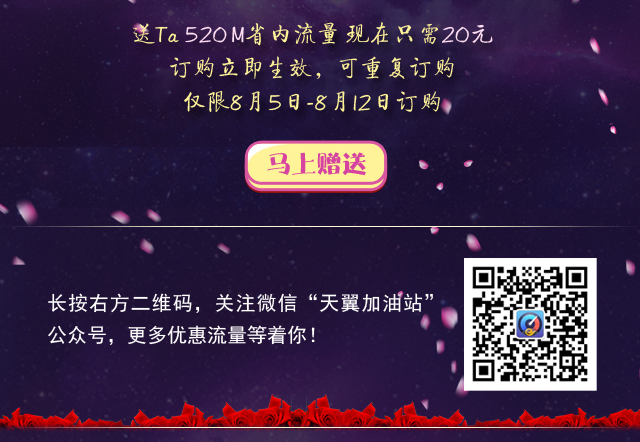 送Ta 520M省内流量 现在只需20元
订购立即生效，可重复订购
仅限8月5日-8月12日订购
马上赠送
长按右方二维码，关注微信“天翼加油站”
公众号，更多优惠流量等着你！